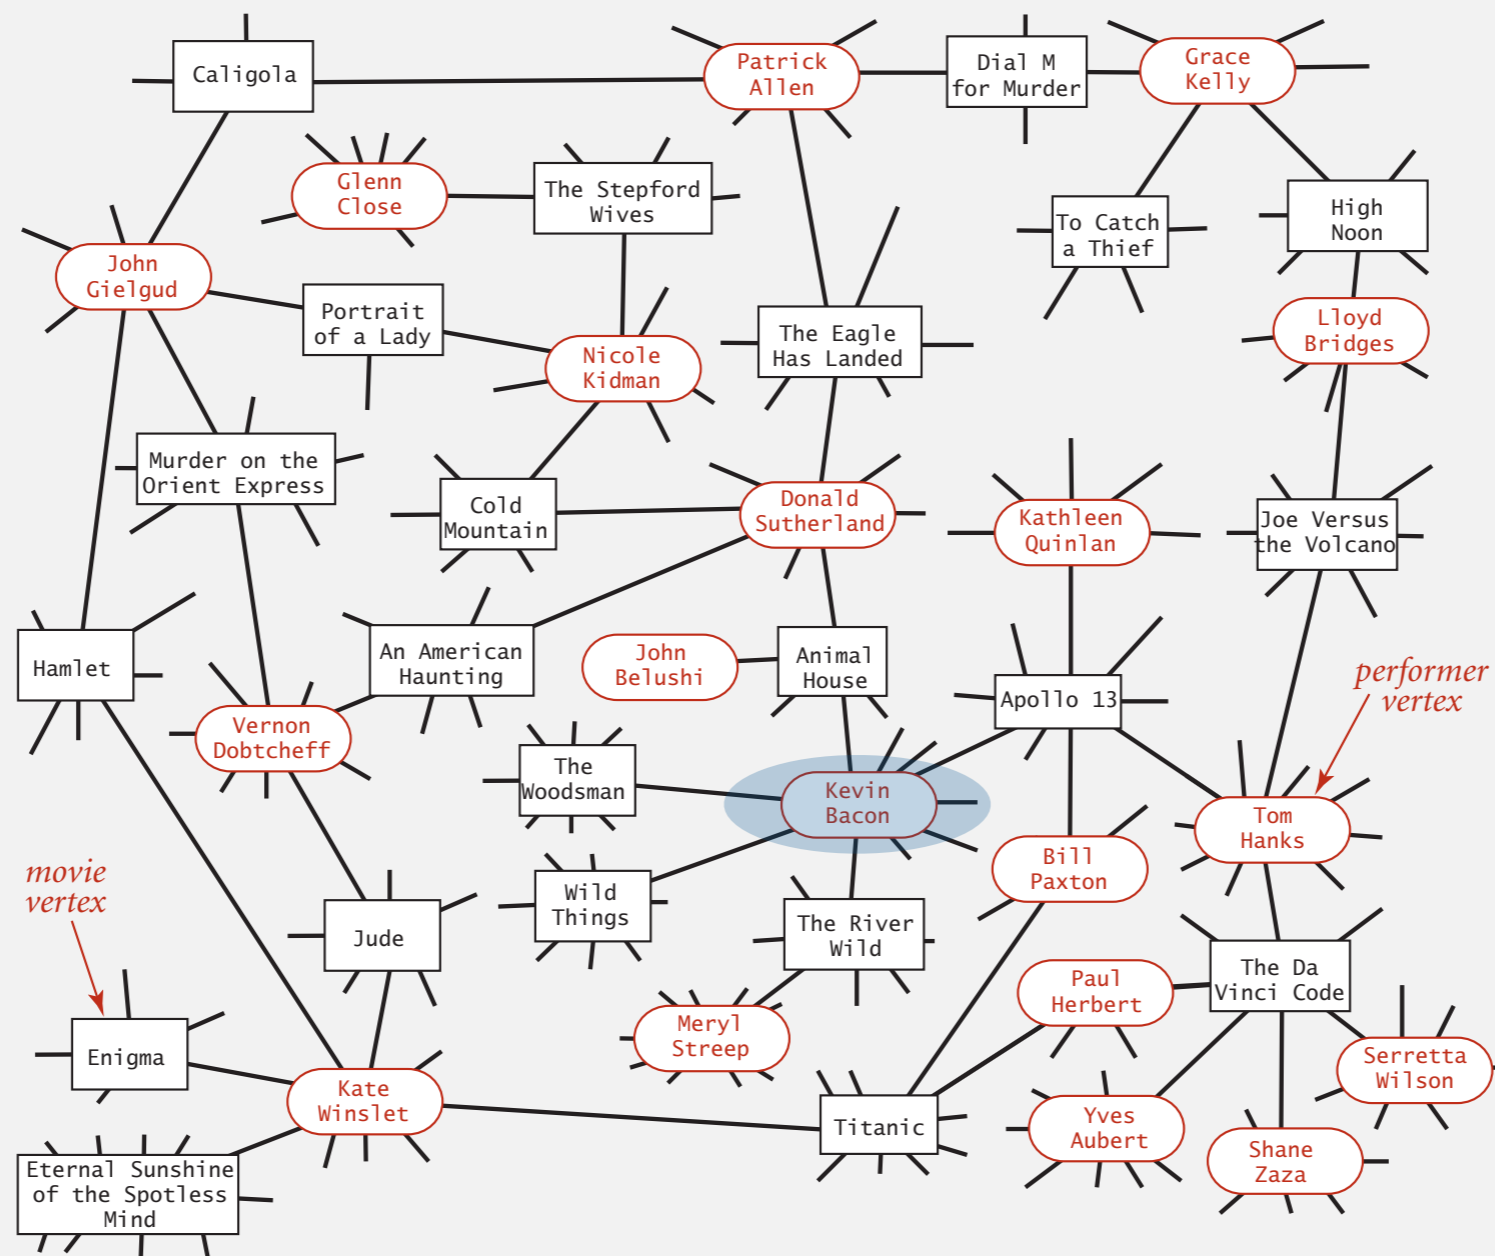 Caligola
Patrick
Allen
Dial M
for Murder
Grace
Kelly
Glenn
Close
The Stepford
Wives
To Catch
a Thief
High
Noon
John
Gielgud
Portrait
of a Lady
Nicole
Kidman
The Eagle
Has Landed
Lloyd
Bridges
Murder on the
Orient Express
Cold
Mountain
Donald
Sutherland
Kathleen
Quinlan
Joe Versus
the Volcano
Hamlet
An American
Haunting
John
Belushi
Animal
House
Apollo 13
performer
vertex
Vernon
Dobtcheff
The
Woodsman
Kevin
Bacon
Tom
Hanks
Bill
Paxton
movie
vertex
Wild
Things
The River
Wild
Jude
Paul
Herbert
The Da
Vinci Code
Enigma
Meryl
Streep
Serretta
Wilson
Kate
Winslet
Titanic
Yves
Aubert
Shane
Zaza
Eternal Sunshine
of the Spotless
Mind